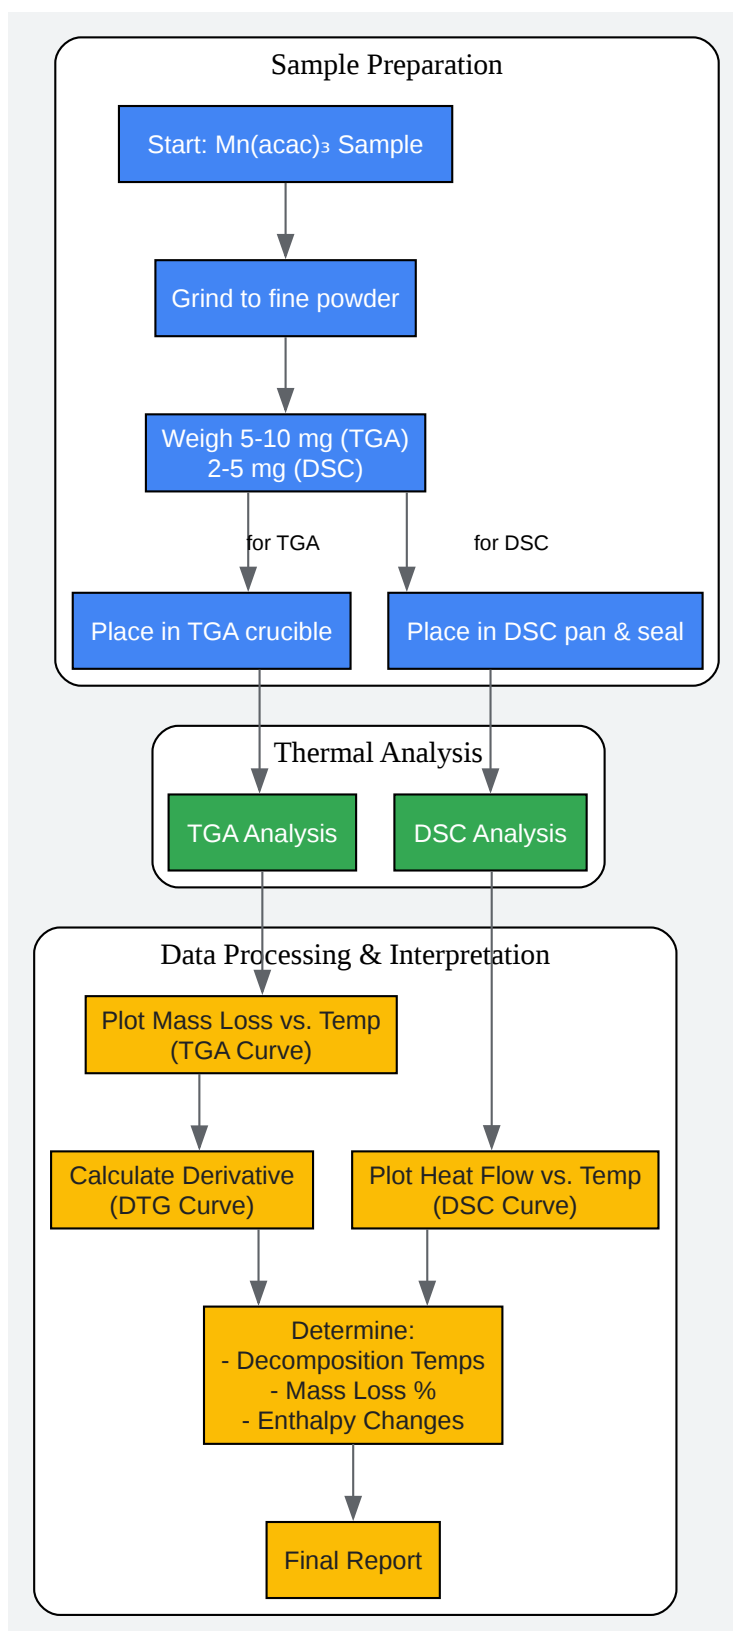 Sample Preparation
Start: Mn(acac)₃ Sample
Grind to fine powder
Weigh 5-10 mg (TGA)
2-5 mg (DSC)
for TGA
for DSC
Place in TGA crucible
Place in DSC pan & seal
Thermal Analysis
TGA Analysis
DSC Analysis
Data Processing & Interpretation
Plot Mass Loss vs. Temp
(TGA Curve)
Calculate Derivative
(DTG Curve)
Plot Heat Flow vs. Temp
(DSC Curve)
Determine:
- Decomposition Temps
- Mass Loss %
- Enthalpy Changes
Final Report